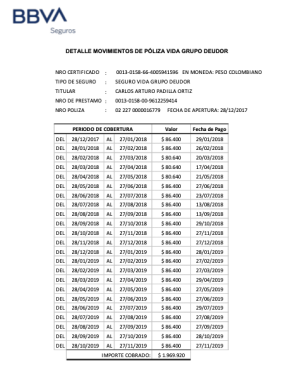 BBVA
Seguros
DETALLE MOVIMIENTOS DE PÓLIZA VIDA GRUPO DEUDOR
NRO CERTIFICADO : 0013-0158-66-4005941596 EN MONEDA: PESO COLOMBIANO
TIPO DE SEGURO : SEGURO VIDA GRUPO DEUDOR
TITULAR : CARLOS ARTURO PADILLA ORTIZ
NRO DE PRESTAMO : 0013-0158-00-9612259414
NRO POLIZA : 02 227 0000016779 FECHA DE APERTURA: 28/12/2017
PERIODO DE COBERTURA Valor Fecha de Pago
DEL 28/12/2017 AL 27/01/2018 $ 86.400 29/01/2018
DEL 28/01/2018 AL 27/02/2018 $ 86.400 26/02/2018
DEL 28/02/2018 AL 27/03/2018 $ 80.640 20/03/2018
DEL 28/03/2018 AL 27/04/2018 $ 80.640 17/04/2018
DEL 28/04/2018 AL 27/05/2018 $ 80.640 21/05/2018
DEL 28/05/2018 AL 27/06/2018 $ 86.400 27/06/2018
DEL 28/06/2018 AL 27/07/2018 $ 86.400 23/07/2018
DEL 28/07/2018 AL 27/08/2018 $ 86.400 13/08/2018
DEL 28/08/2018 AL 27/09/2018 $ 86.400 13/09/2018
DEL 28/09/2018 AL 27/10/2018 $ 86.400 29/10/2018
DEL 28/10/2018 AL 27/11/2018 $ 86.400 27/11/2018
DEL 28/11/2018 AL 27/12/2018 $ 86.400 27/12/2018
DEL 28/12/2018 AL 27/01/2019 $ 86.400 28/01/2019
DEL 28/01/2019 AL 27/02/2019 $ 86.400 27/02/2019
DEL 28/02/2019 AL 27/03/2019 $ 86.400 27/03/2019
DEL 28/03/2019 AL 27/04/2019 $ 86.400 29/04/2019
DEL 28/04/2019 AL 27/05/2019 $ 86.400 27/05/2019
DEL 28/05/2019 AL 27/06/2019 $ 86.400 27/06/2019
DEL 28/06/2019 AL 27/07/2019 $ 86.400 29/07/2019
DEL 28/07/2019 AL 27/08/2019 $ 86.400 27/08/2019
DEL 28/08/2019 AL 27/09/2019 $ 86.400 27/09/2019
DEL 28/09/2019 AL 27/10/2019 $ 86.400 28/10/2019
DEL 28/10/2019 AL 27/11/2019 $ 86.400 27/11/2019
IMPORTE COBRADO: $ 1.969.920